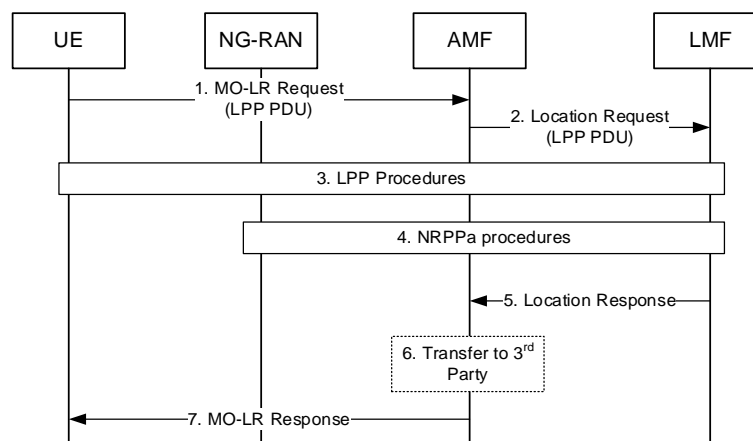 UE
NG-RAN
AMF
LMF
1. MO-LR Request
(LPP PDU)
2. Location Request
(LPP PDU)
3. LPP Procedures
4. NRPPa procedures
5. Location Response
6. Transfer to 3rd
Party
7. MO-LR Response